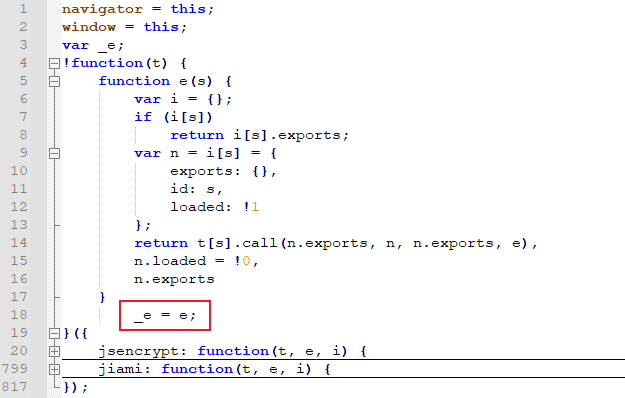 1 navigator = this;
2 window = this;
3 var _e;
4 !function(t) {
5 function e(s) {
6 var i = {};
7 if (i[s])
8 return i[s].exports;
9 var n = i[s] = {
10 exports: {},
11 id: s,
12 loaded: !1
13 };
14 return t[s].call(n.exports, n, n.exports, e),
15 n.loaded = !0,
16 n.exports
17 }
18 _e = e;
19 }({
20 jsencrypt: function(t, e, i) {
799 jiami: function(t, e, i) {
817 });